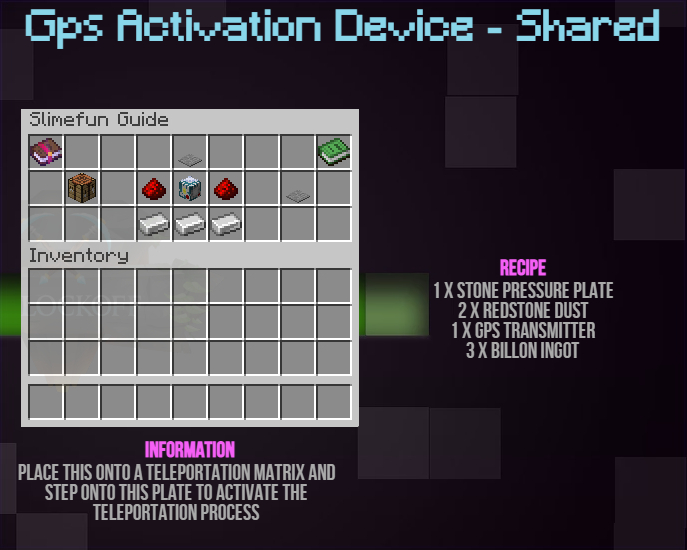 Gps Activation Device - Shared
Slimefun Guide
Inventory
LOCKOFF
RECIPE
1 X STONE PRESSURE PLATE
2 X REDSTONE DUST
1 X GPS TRANSMITTER
3 X BILLON INGOT
INFORMATION
PLACE THIS ONTO A TELEPORTATION MATRIX AND
STEP ONTO THIS PLATE TO ACTIVATE THE
TELEPORTATION PROCESS